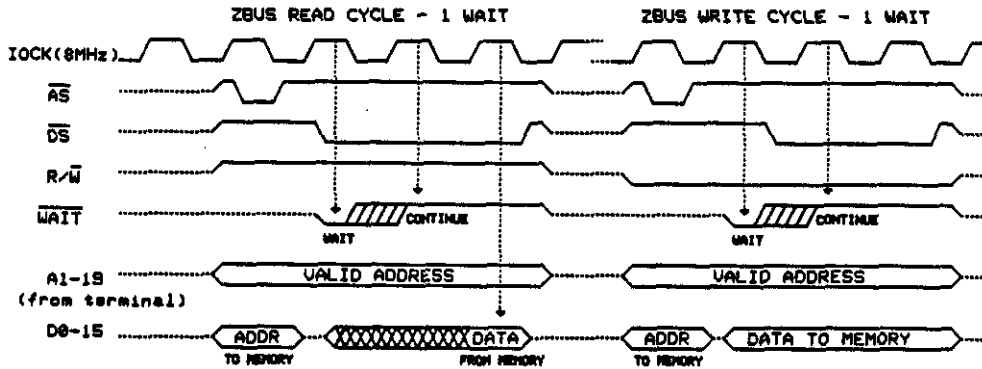 ZBUS READ CYCLE - 1 WAIT ZBUS WRITE CYCLE - 1 WAIT
IOCK(8MHz)
AS
DS
R/W
WAIT CONTINUE CONTINUE
WAIT WAIT
A1-19 VALID ADDRESS VALID ADDRESS
(from terminal)
D0-15 ADDR DATA ADDR DATA TO MEMORY
TO MEMORY FROM MEMORY TO MEMORY